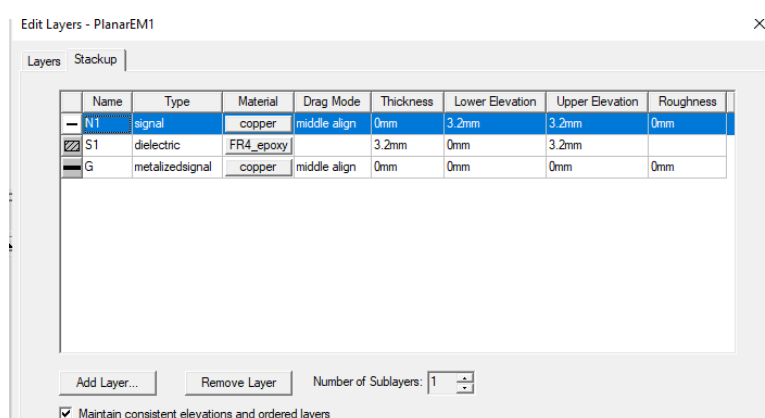 Edit Layers - PlanarEM1
Layers Stackup
Name Type Material Drag Mode Thickness Lower Elevation Upper Elevation Roughness
N1 signal copper middle align 0mm 3.2mm 3.2mm 0mm
S1 dielectric FR4_epoxy 3.2mm 0mm 3.2mm
G metalizedsignal copper middle align 0mm 0mm 0mm 0mm
Add Layer... Remove Layer Number of Sublayers: 1
Maintain consistent elevations and ordered layers